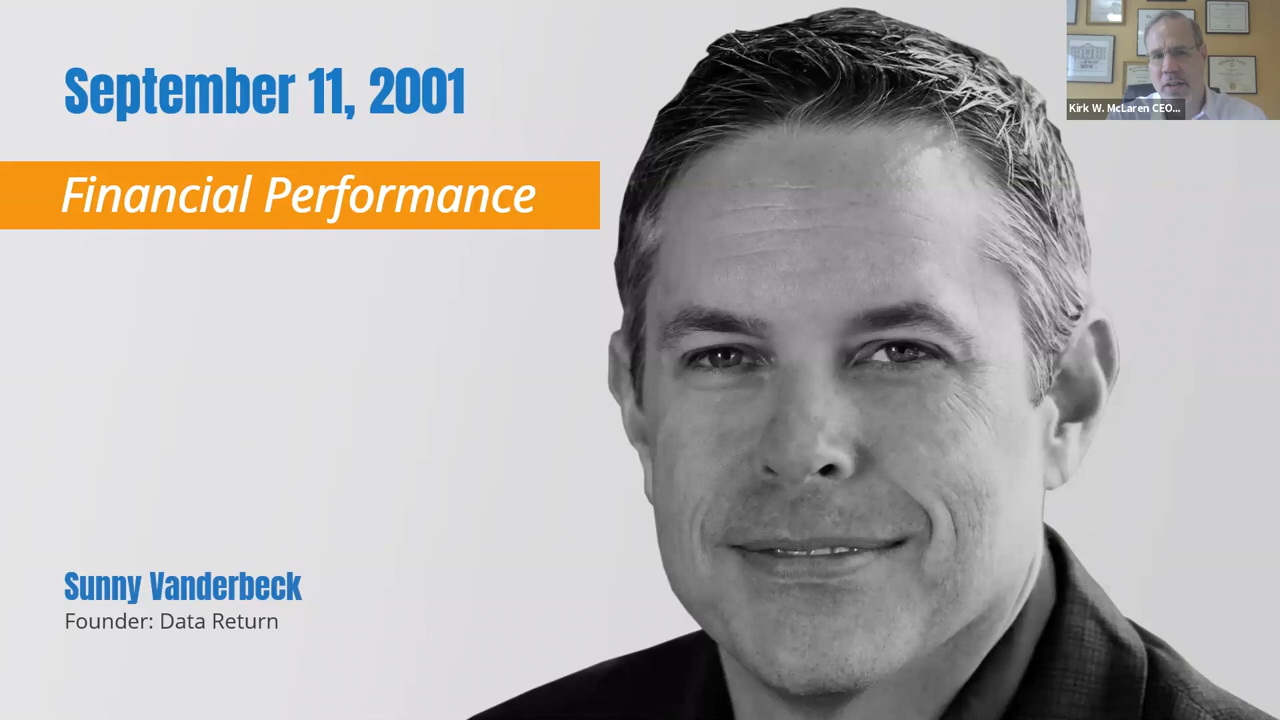 September 11, 2001
Kirk W. McLaren CEO...
Financial Performance
Sunny Vanderbeck
Founder: Data Return